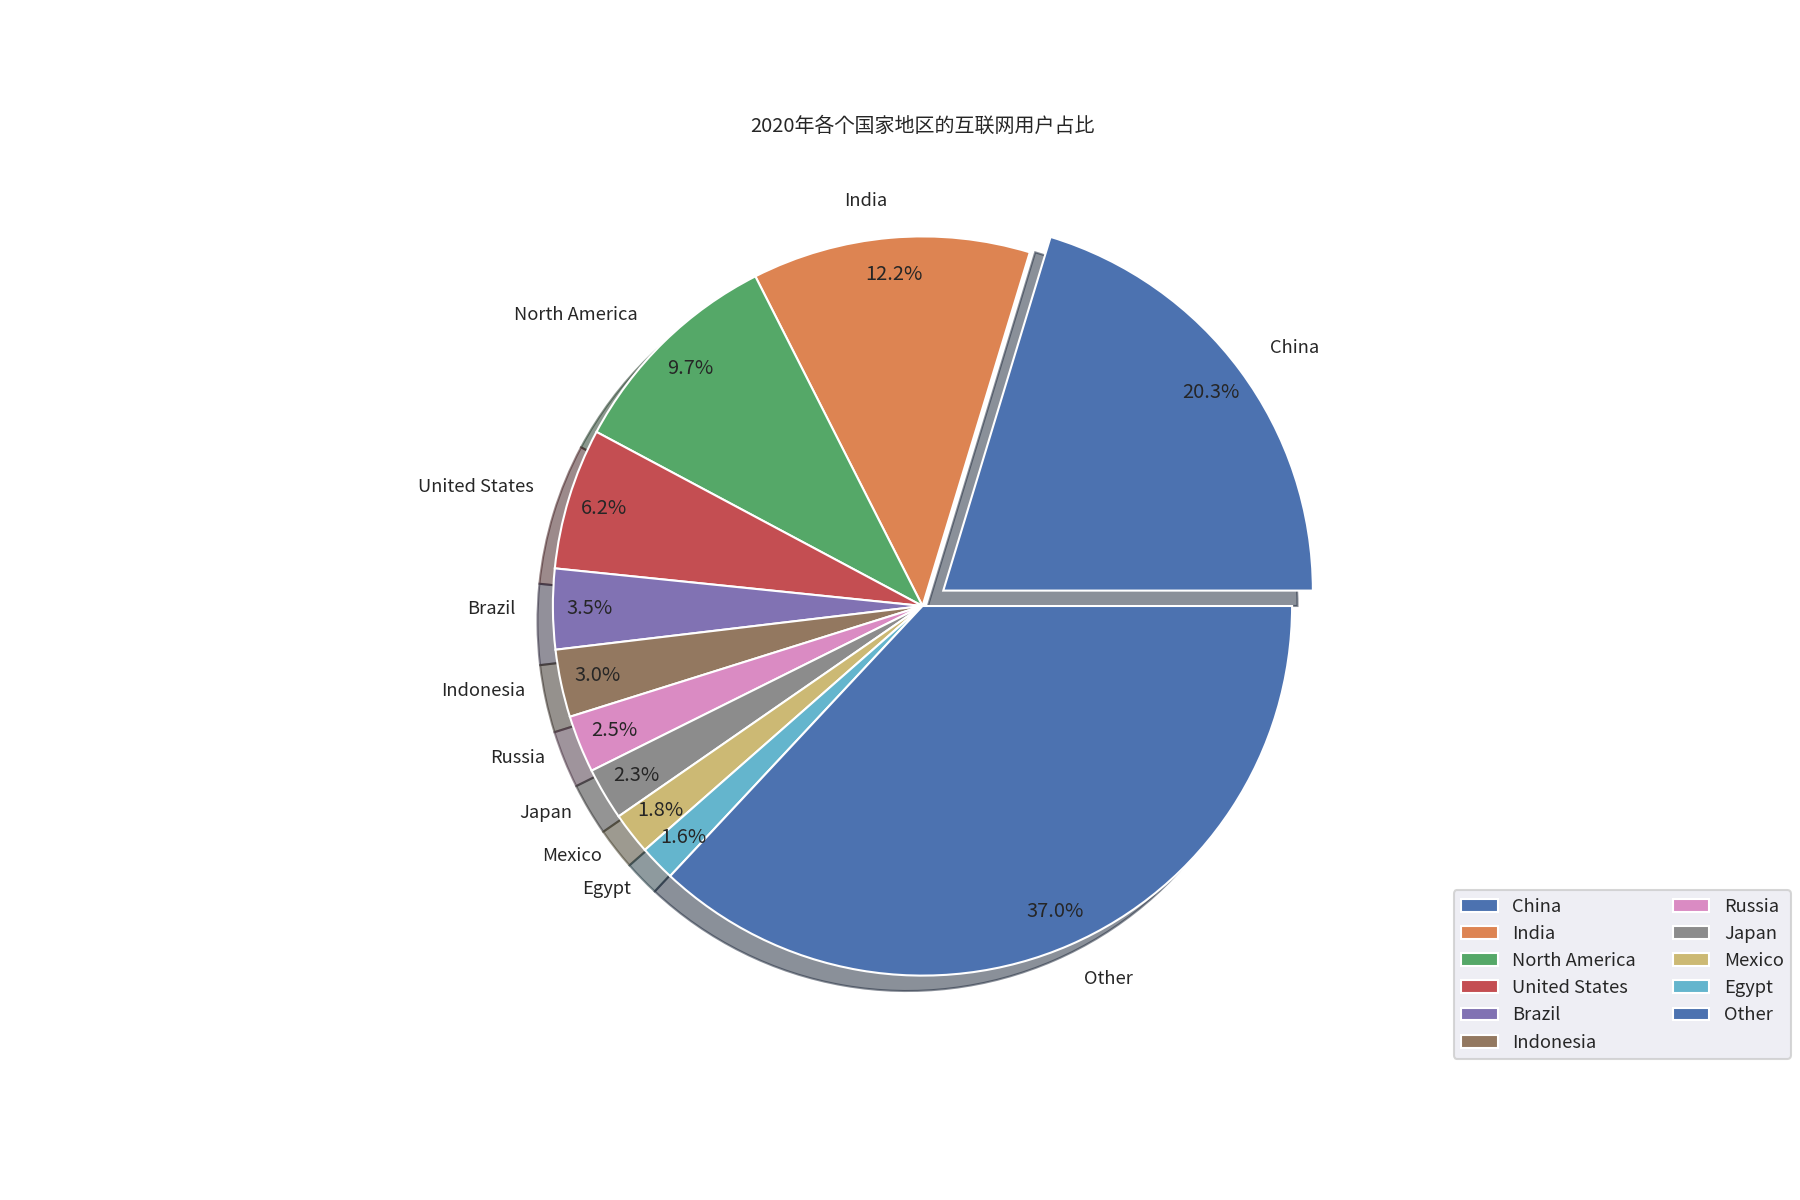 2020年各个国家地区的互联网用户占比
India
12.2%
North America
9.7%
China
20.3%
United States
6.2%
Brazil
3.5%
Indonesia
3.0%
Russia
2.5%
Japan
2.3%
Mexico
1.8%
Egypt
1.6%
37.0%
Other
China
India
North America
United States
Brazil
Indonesia
Russia
Japan
Mexico
Egypt
Other